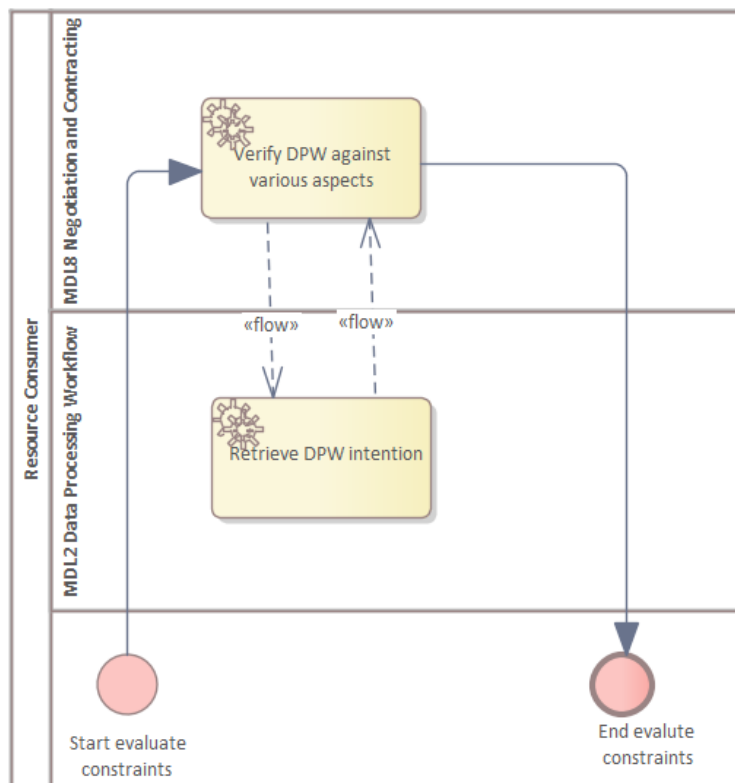 Resource Consumer
MDL8 Negotiation and Contracting
Verify DPW against
various aspects
«flow»
«flow»
MDL2 Data Processing Workflow
Retrieve DPW intention
Start evaluate
constraints
End evalute
constraints